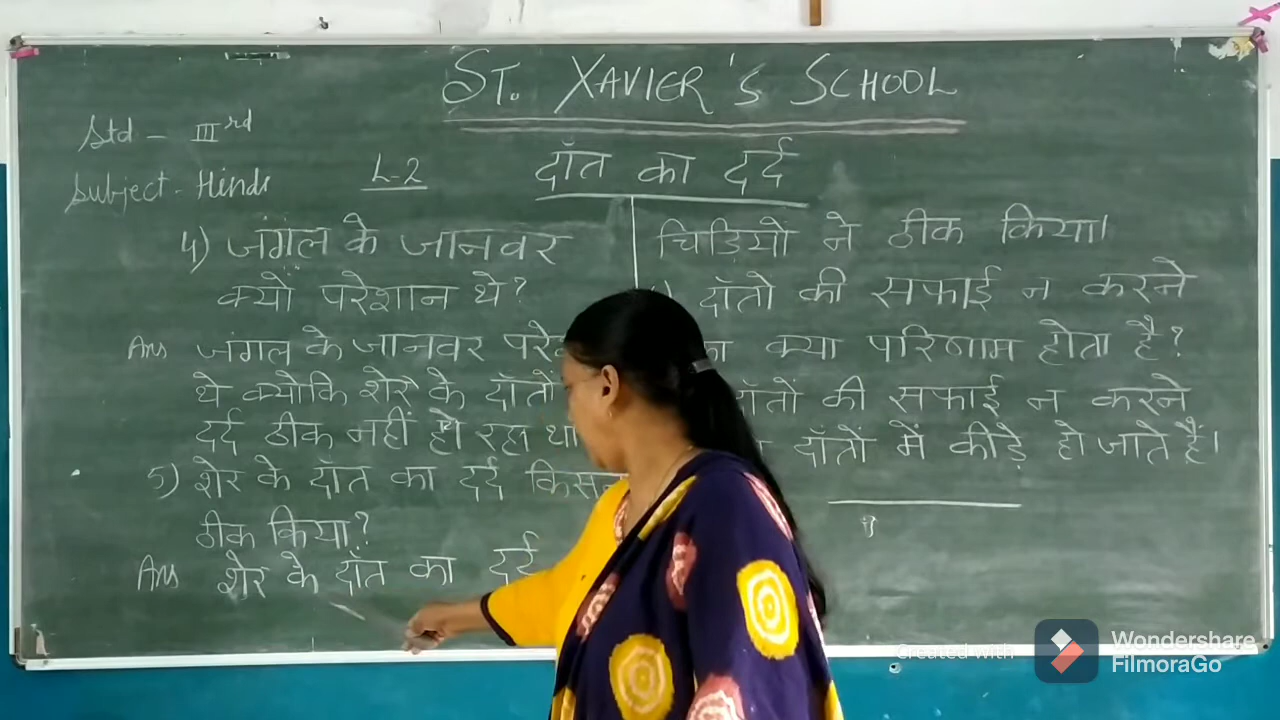 ST. XAVIER'S SCHOOL
Std - IIIrd
Subject - Hindi
L-2
दाँत का दर्द
4) जंगल के जानवर
क्यों परेशान थे?
Ans जंगल के जानवर
थे क्योकि शेर के दाँतों
दर्द ठीक नहीं हो रहा था
5) शेर के दाँत का दर्द
ठीक किया?
Ans शेर के दाँत का दर्द
चिड़ियों ने ठीक किया।
दाँतो की सफाई न करने
क्या परिणाम होता है?
दाँतों की सफाई न करने
दाँतों में कीड़े हो जाते हैं।
Created with
Wondershare
FilmoraGo